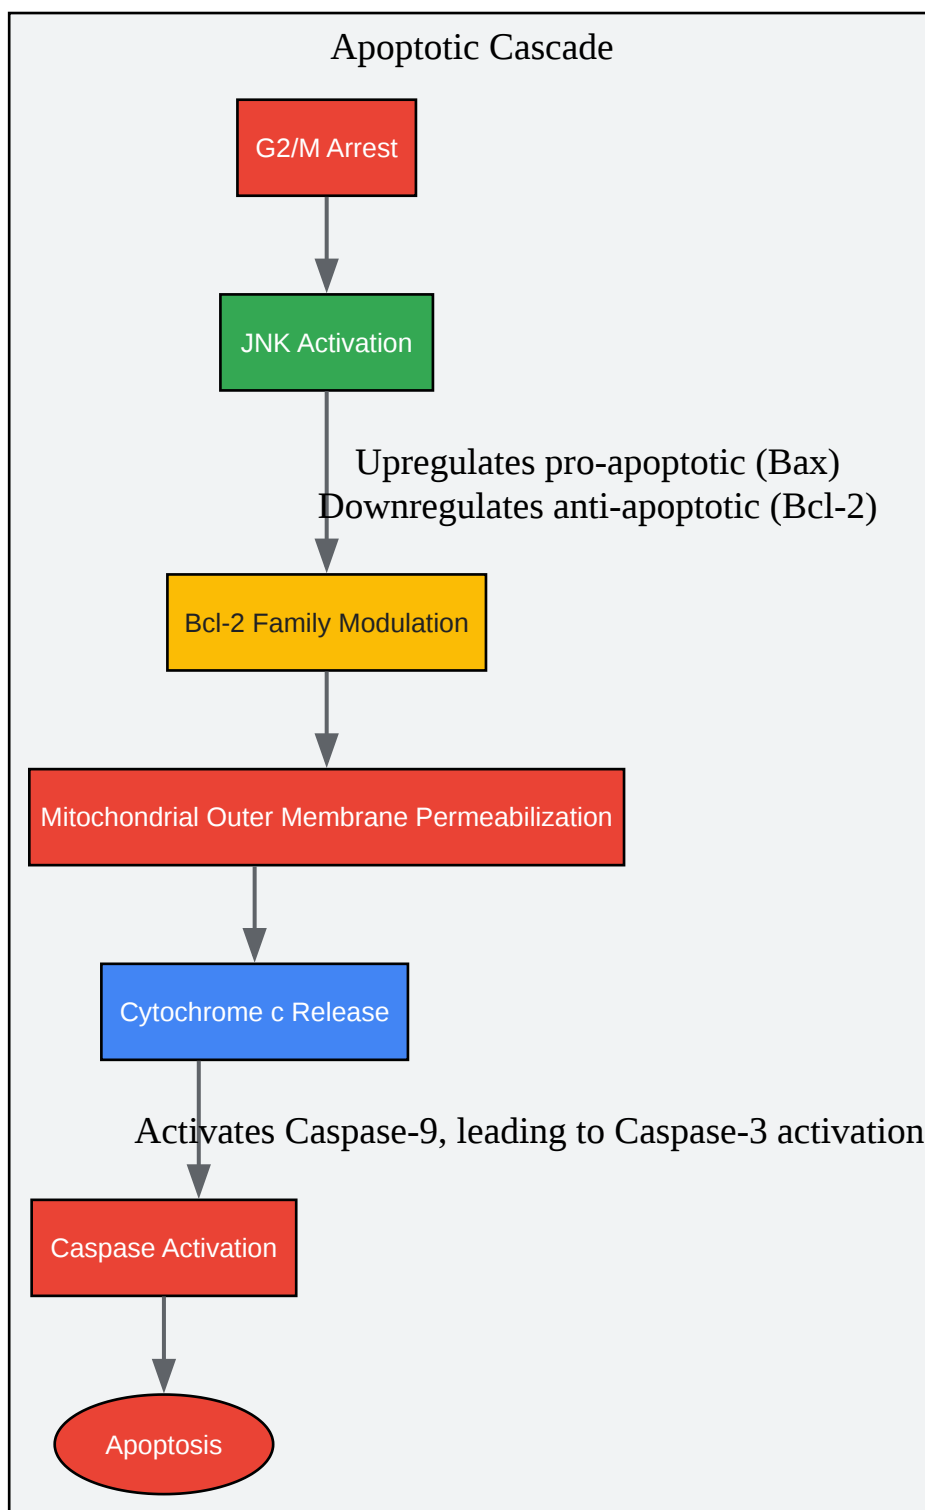 Apoptotic Cascade
G2/M Arrest
JNK Activation
Upregulates pro-apoptotic (Bax)
Downregulates anti-apoptotic (Bcl-2)
Bcl-2 Family Modulation
Mitochondrial Outer Membrane Permeabilization
Cytochrome c Release
Activates Caspase-9, leading to Caspase-3 activation
Caspase Activation
Apoptosis